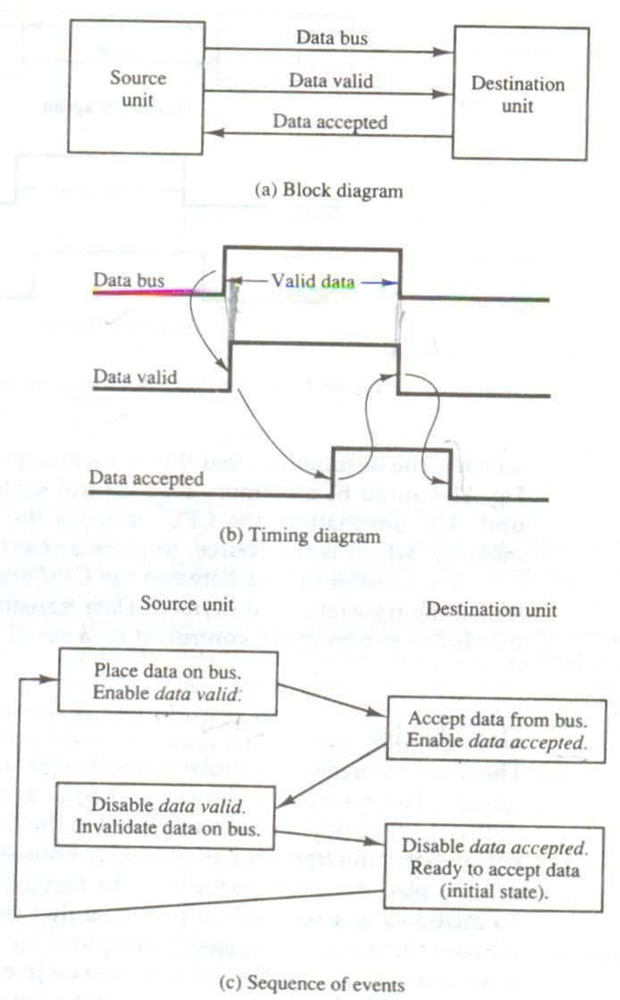 Data bus
Source
unit
Data valid
Destination
unit
Data accepted
(a) Block diagram
Data bus
Valid data
Data valid
Data accepted
(b) Timing diagram
Source unit
Destination unit
Place data on bus.
Enable data valid.
Accept data from bus.
Enable data accepted.
Disable data valid.
Invalidate data on bus.
Disable data accepted.
Ready to accept data
(initial state).
(c) Sequence of events